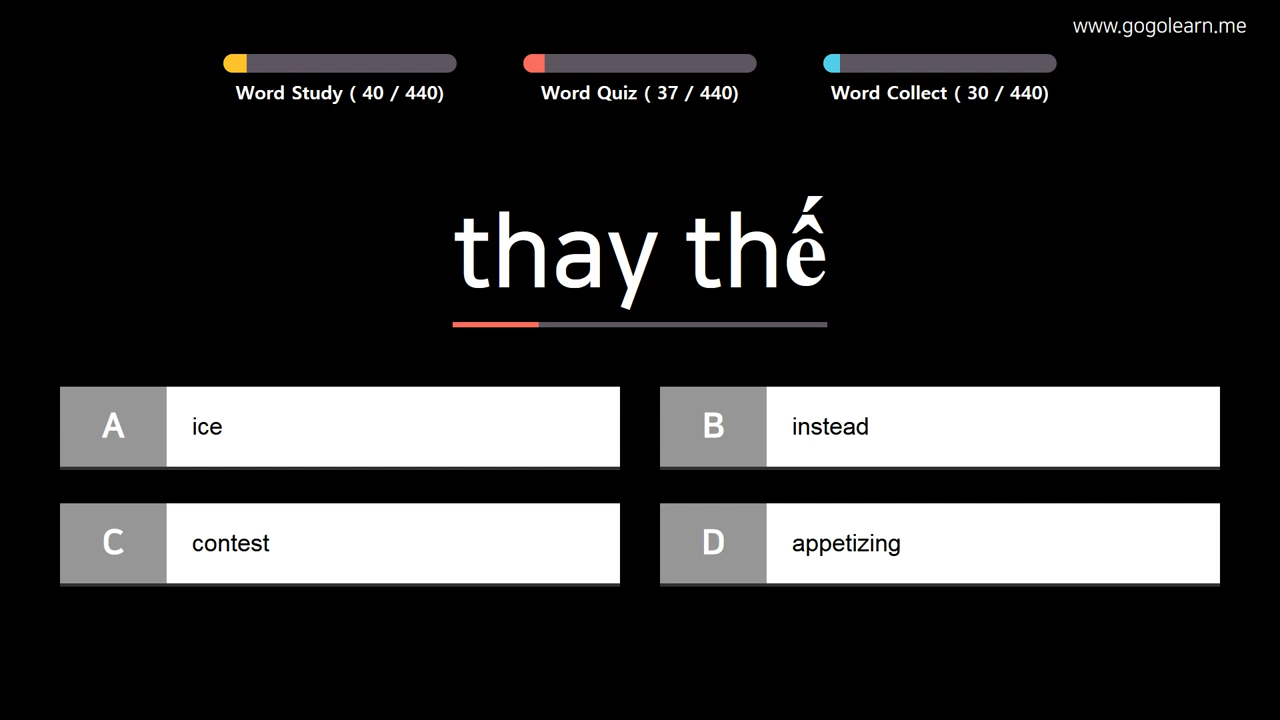 www.gogolearn.me
Word Study ( 40 / 440)
Word Quiz ( 37 / 440)
Word Collect ( 30 / 440)
thay thế
A ice
B instead
C contest
D appetizing